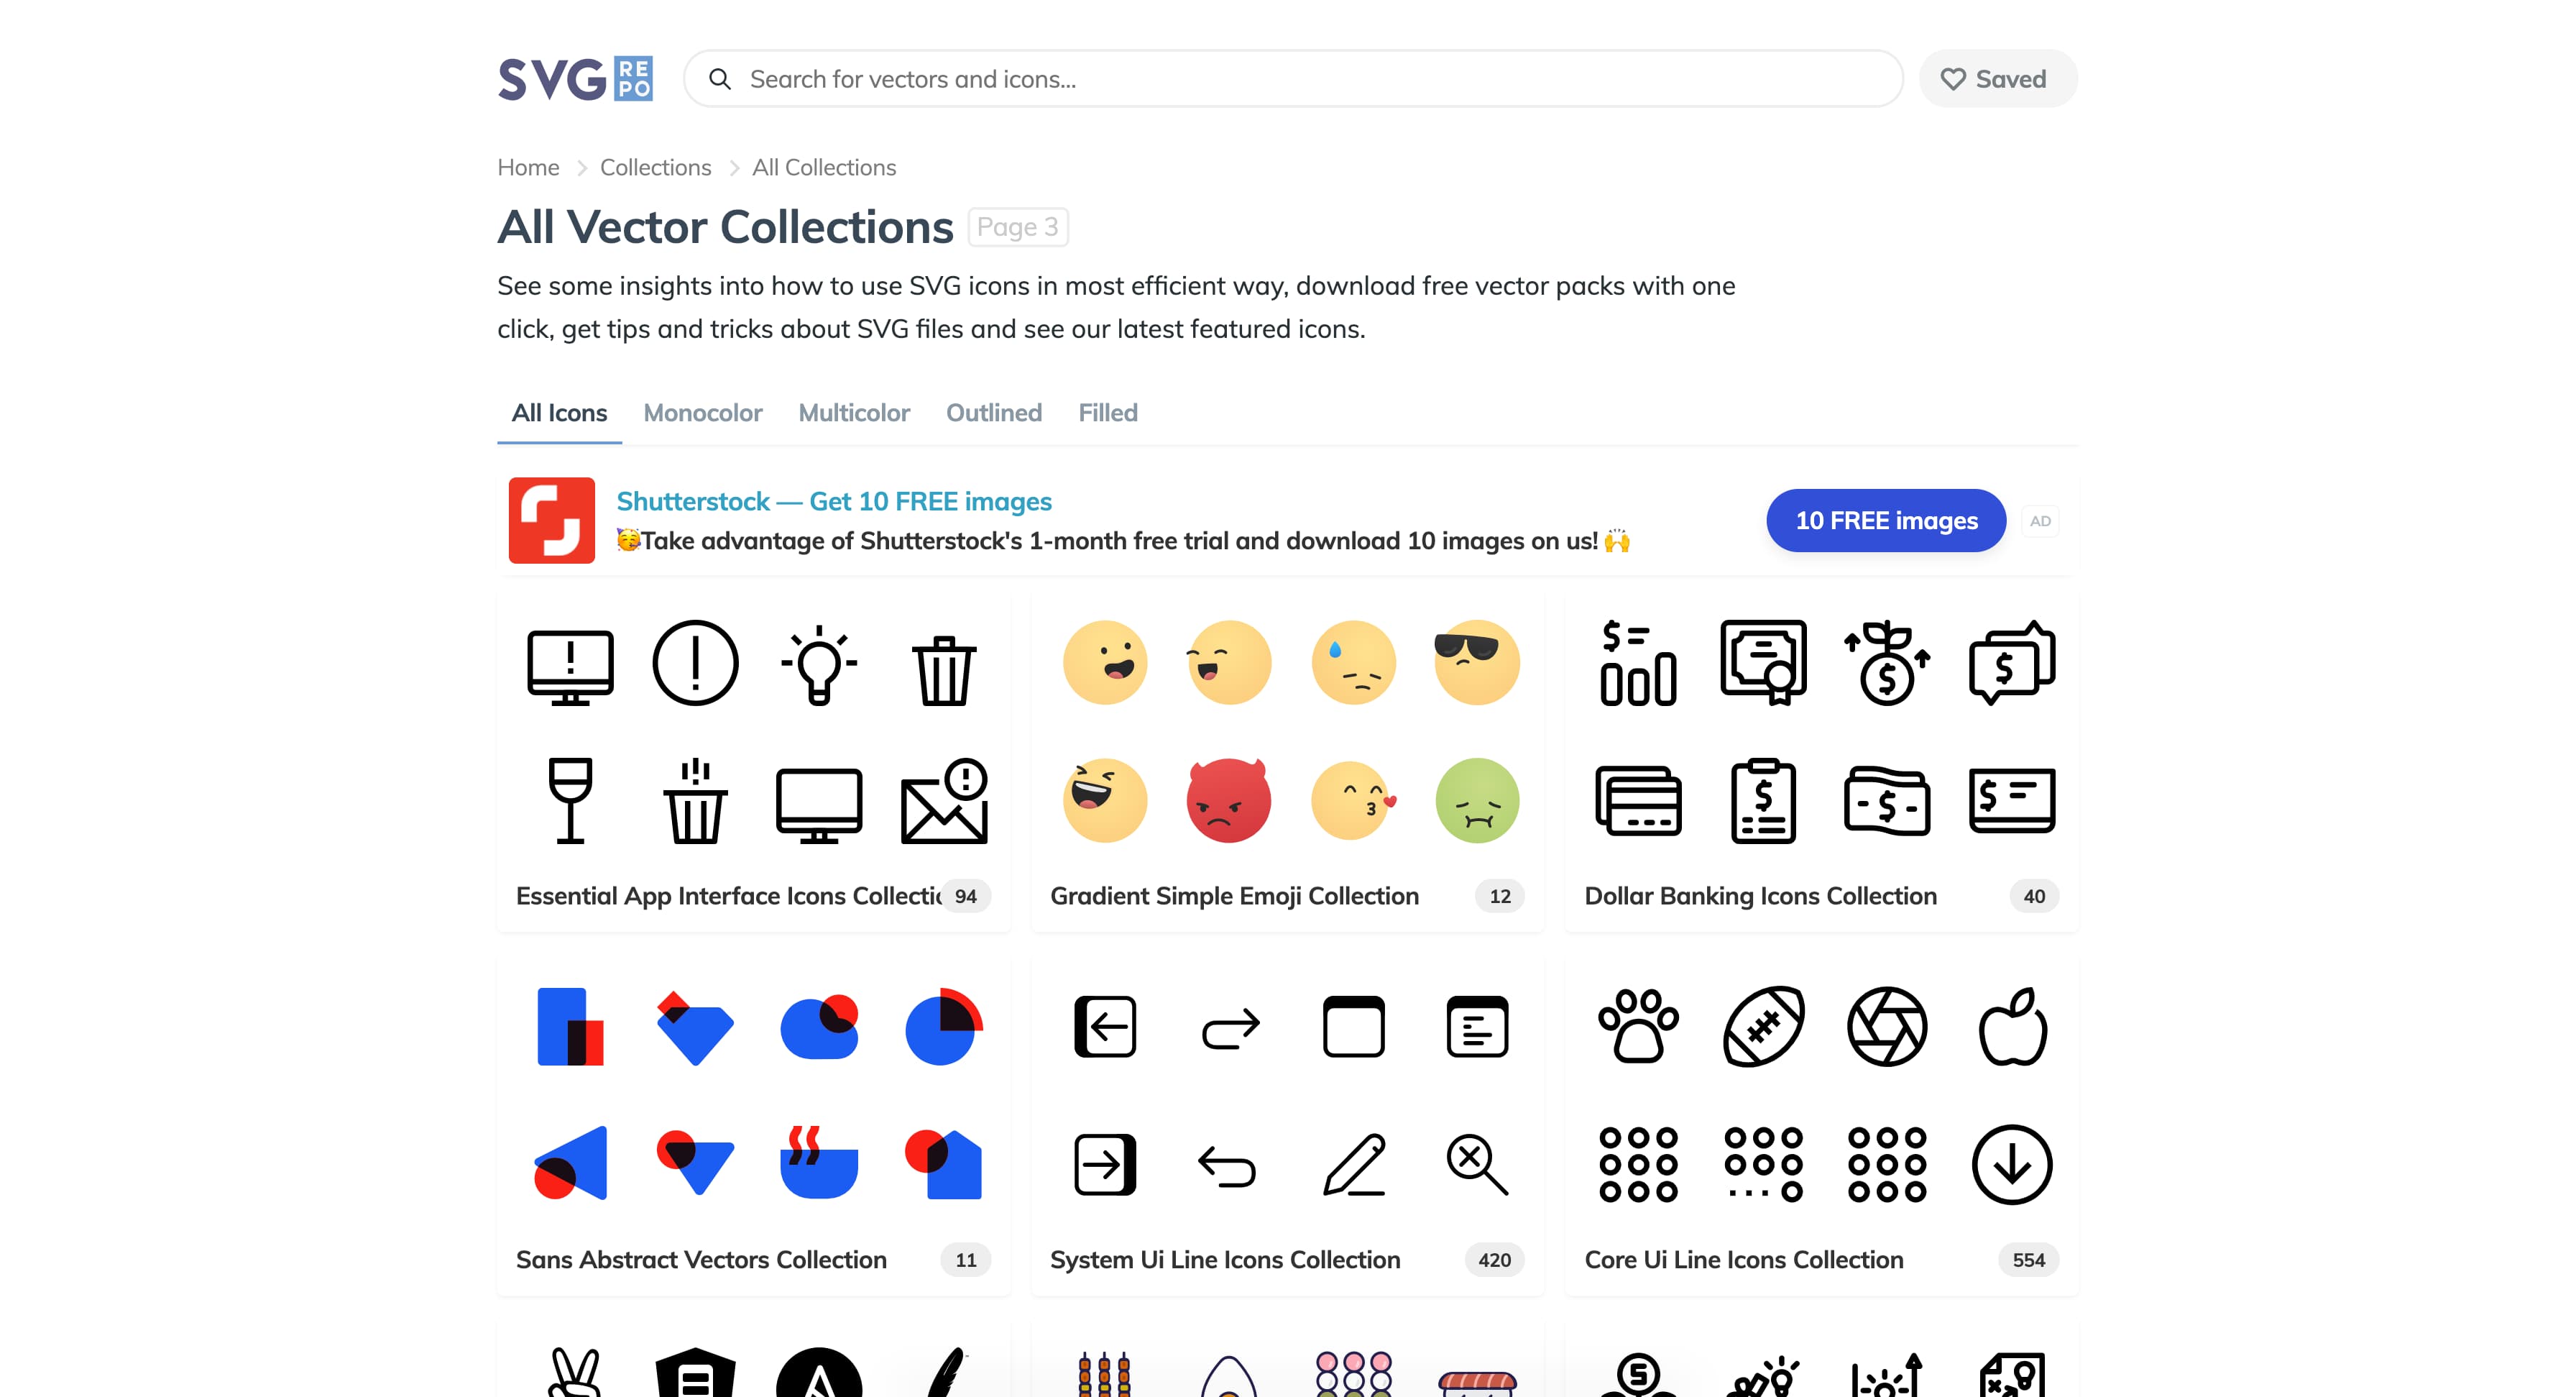 SVG REPO
Search for vectors and icons...
Saved
Home
Collections
All Collections
All Vector Collections
Page 3
See some insights into how to use SVG icons in most efficient way, download free vector packs with one
click, get tips and tricks about SVG files and see our latest featured icons.
All Icons
Monocolor
Multicolor
Outlined
Filled
Shutterstock — Get 10 FREE images
🥳Take advantage of Shutterstock's 1-month free trial and download 10 images on us! 🙌
10 FREE images
AD
Essential App Interface Icons Collectio
94
Gradient Simple Emoji Collection
12
Dollar Banking Icons Collection
40
Sans Abstract Vectors Collection
11
System Ui Line Icons Collection
420
Core Ui Line Icons Collection
554